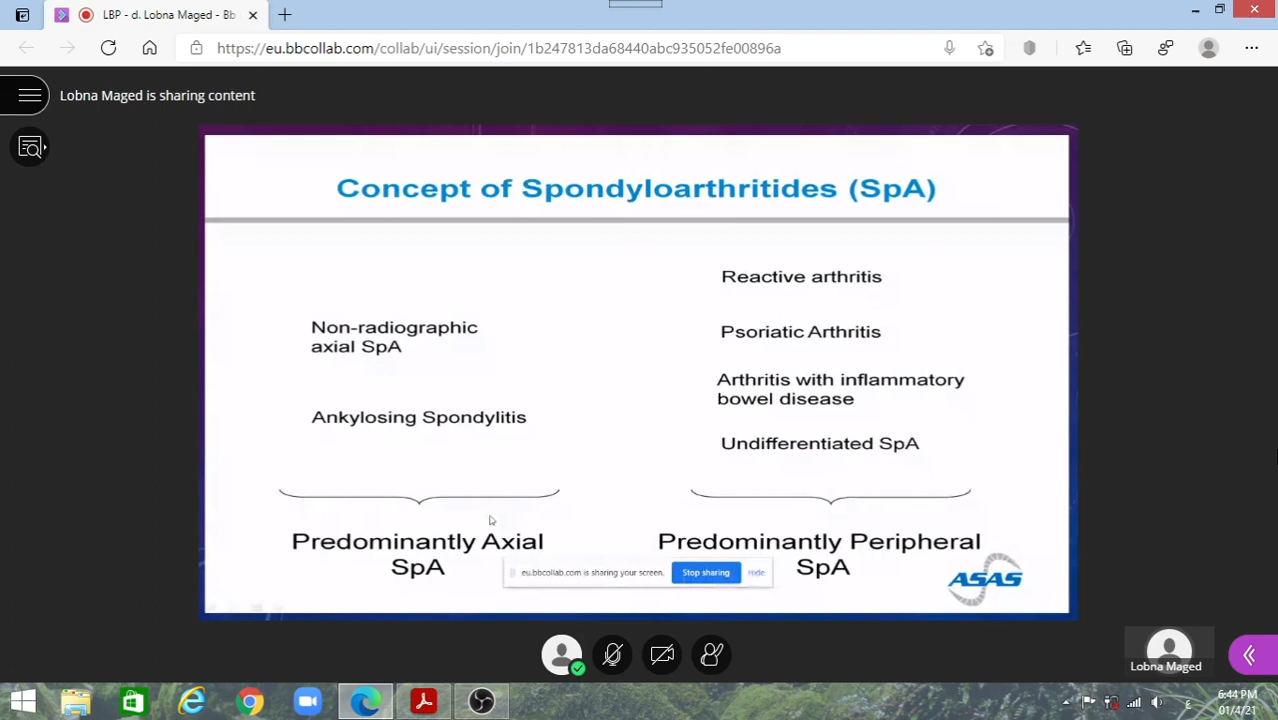 LBP - d. Lobna Maged - Bb
https://eu.bbcollab.com/collab/ui/session/join/1b247813da68440abc935052fe00896a
Lobna Maged is sharing content
Concept of Spondyloarthritides (SpA)
Non-radiographic
axial SpA
Ankylosing Spondylitis
Predominantly Axial
SpA
Reactive arthritis
Psoriatic Arthritis
Arthritis with inflammatory
bowel disease
Undifferentiated SpA
Predominantly Peripheral
SpA
ASAS
eu.bbcollab.com is sharing your screen.
Stop sharing
Hide
Lobna Maged
ع
6:44 PM
01/4/21